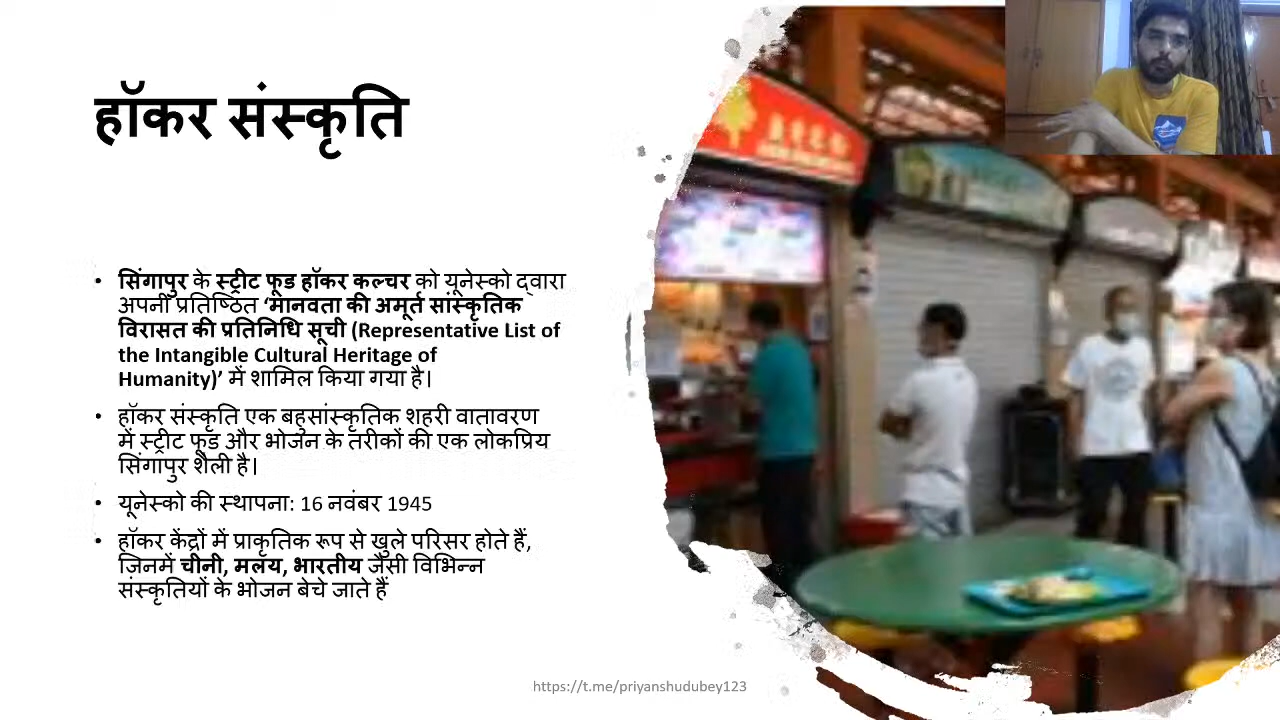 हॉकर संस्कृति
• सिंगापुर के स्ट्रीट फूड हॉकर कल्चर को यूनेस्को द्वारा
अपनी प्रतिष्ठित ‘मानवता की अमूर्त सांस्कृतिक
विरासत की प्रतिनिधि सूची (Representative List of
the Intangible Cultural Heritage of
Humanity)’ में शामिल किया गया है।
• हॉकर संस्कृति एक बहुसांस्कृतिक शहरी वातावरण
में स्ट्रीट फूड और भोजन के तरीकों की एक लोकप्रिय
सिंगापुर शैली है।
• यूनेस्को की स्थापना: 16 नवंबर 1945
• हॉकर केंद्रों में प्राकृतिक रूप से खुले परिसर होते हैं,
जिनमें चीनी, मलय, भारतीय जैसी विभिन्न
संस्कृतियों के भोजन बेचे जाते हैं
https://t.me/priyanshudubey123